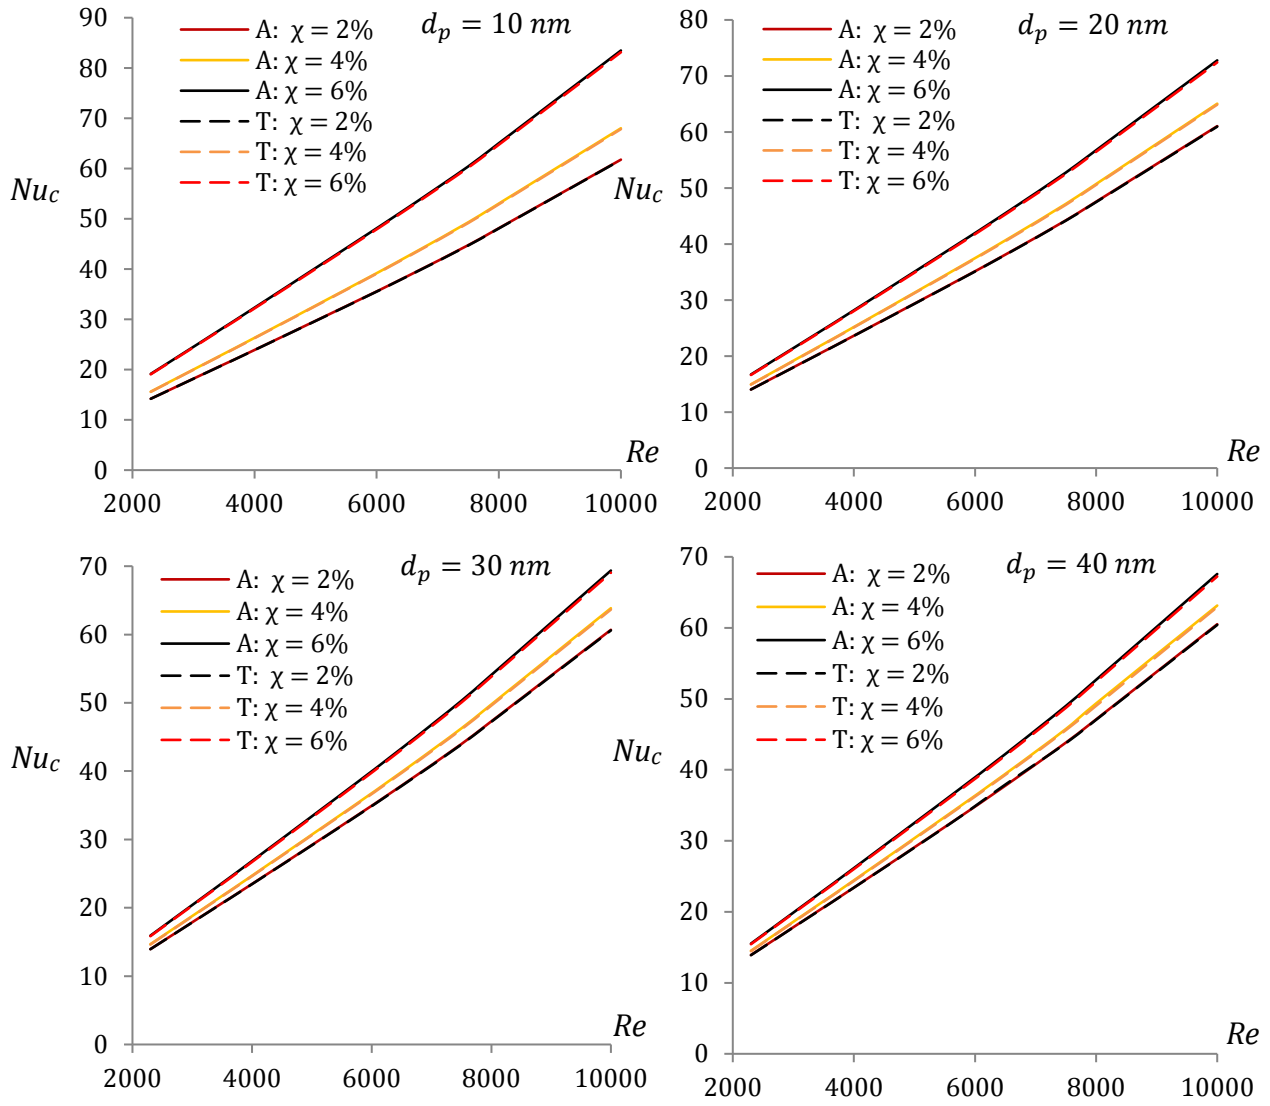 d_p = 10 nm
A: χ = 2%
A: χ = 4%
A: χ = 6%
T: χ = 2%
T: χ = 4%
T: χ = 6%
Nu_c
90
80
70
60
50
40
30
20
10
0
Re
2000 4000 6000 8000 10000
d_p = 20 nm
A: χ = 2%
A: χ = 4%
A: χ = 6%
T: χ = 2%
T: χ = 4%
T: χ = 6%
Nu_c
80
70
60
50
40
30
20
10
0
Re
2000 4000 6000 8000 10000
d_p = 30 nm
A: χ = 2%
A: χ = 4%
A: χ = 6%
T: χ = 2%
T: χ = 4%
T: χ = 6%
Nu_c
70
60
50
40
30
20
10
0
Re
2000 4000 6000 8000 10000
d_p = 40 nm
A: χ = 2%
A: χ = 4%
A: χ = 6%
T: χ = 2%
T: χ = 4%
T: χ = 6%
Nu_c
70
60
50
40
30
20
10
0
Re
2000 4000 6000 8000 10000